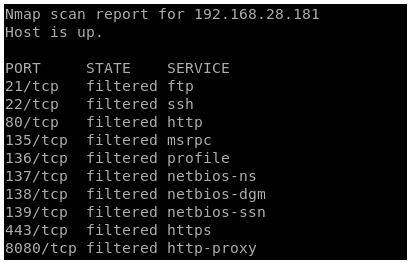 Nmap scan report for 192.168.28.181
Host is up.
PORT     STATE    SERVICE
21/tcp   filtered ftp
22/tcp   filtered ssh
80/tcp   filtered http
135/tcp  filtered msrpc
136/tcp  filtered profile
137/tcp  filtered netbios-ns
138/tcp  filtered netbios-dgm
139/tcp  filtered netbios-ssn
443/tcp  filtered https
8080/tcp filtered http-proxy